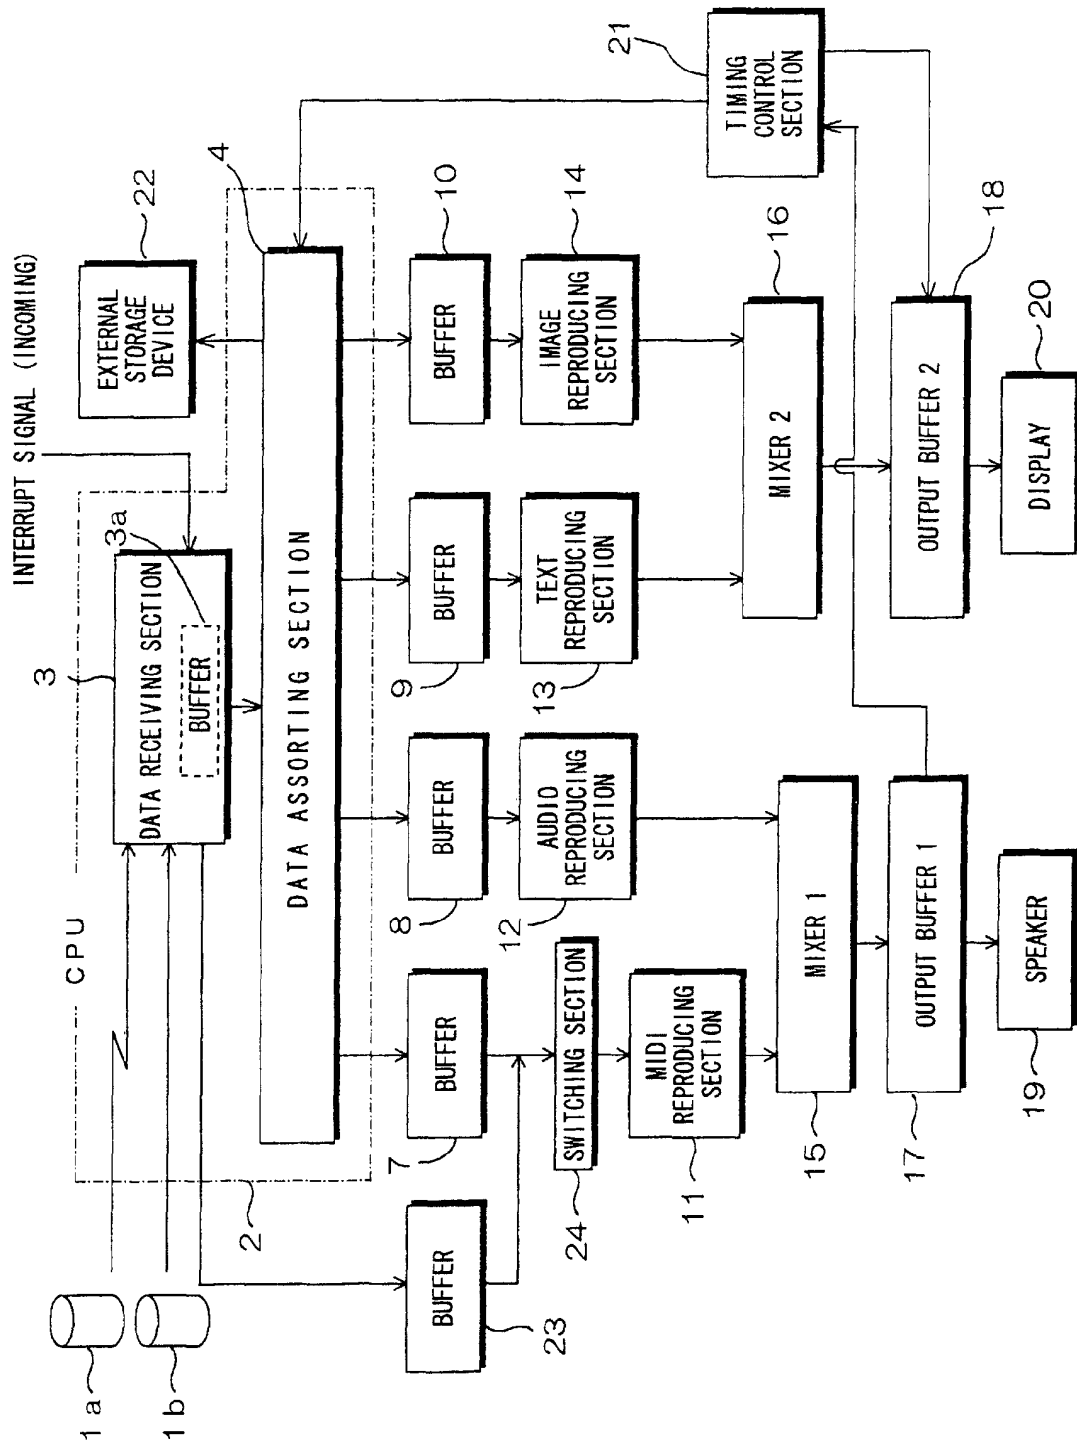 INTERRUPT SIGNAL (INCOMING)
1a
1b
CPU
2
3
DATA RECEIVING SECTION
BUFFER
3a
EXTERNAL
STORAGE
DEVICE
22
4
DATA ASSORTING SECTION
BUFFER
23
BUFFER
7
BUFFER
8
BUFFER
9
BUFFER
10
SWITCHING SECTION
24
MIDI
REPRODUCING
SECTION
11
AUDIO
REPRODUCING
SECTION
12
TEXT
REPRODUCING
SECTION
13
IMAGE
REPRODUCING
SECTION
14
TIMING
CONTROL
SECTION
21
MIXER 1
15
MIXER 2
16
OUTPUT BUFFER 1
17
OUTPUT BUFFER 2
18
SPEAKER
19
DISPLAY
20